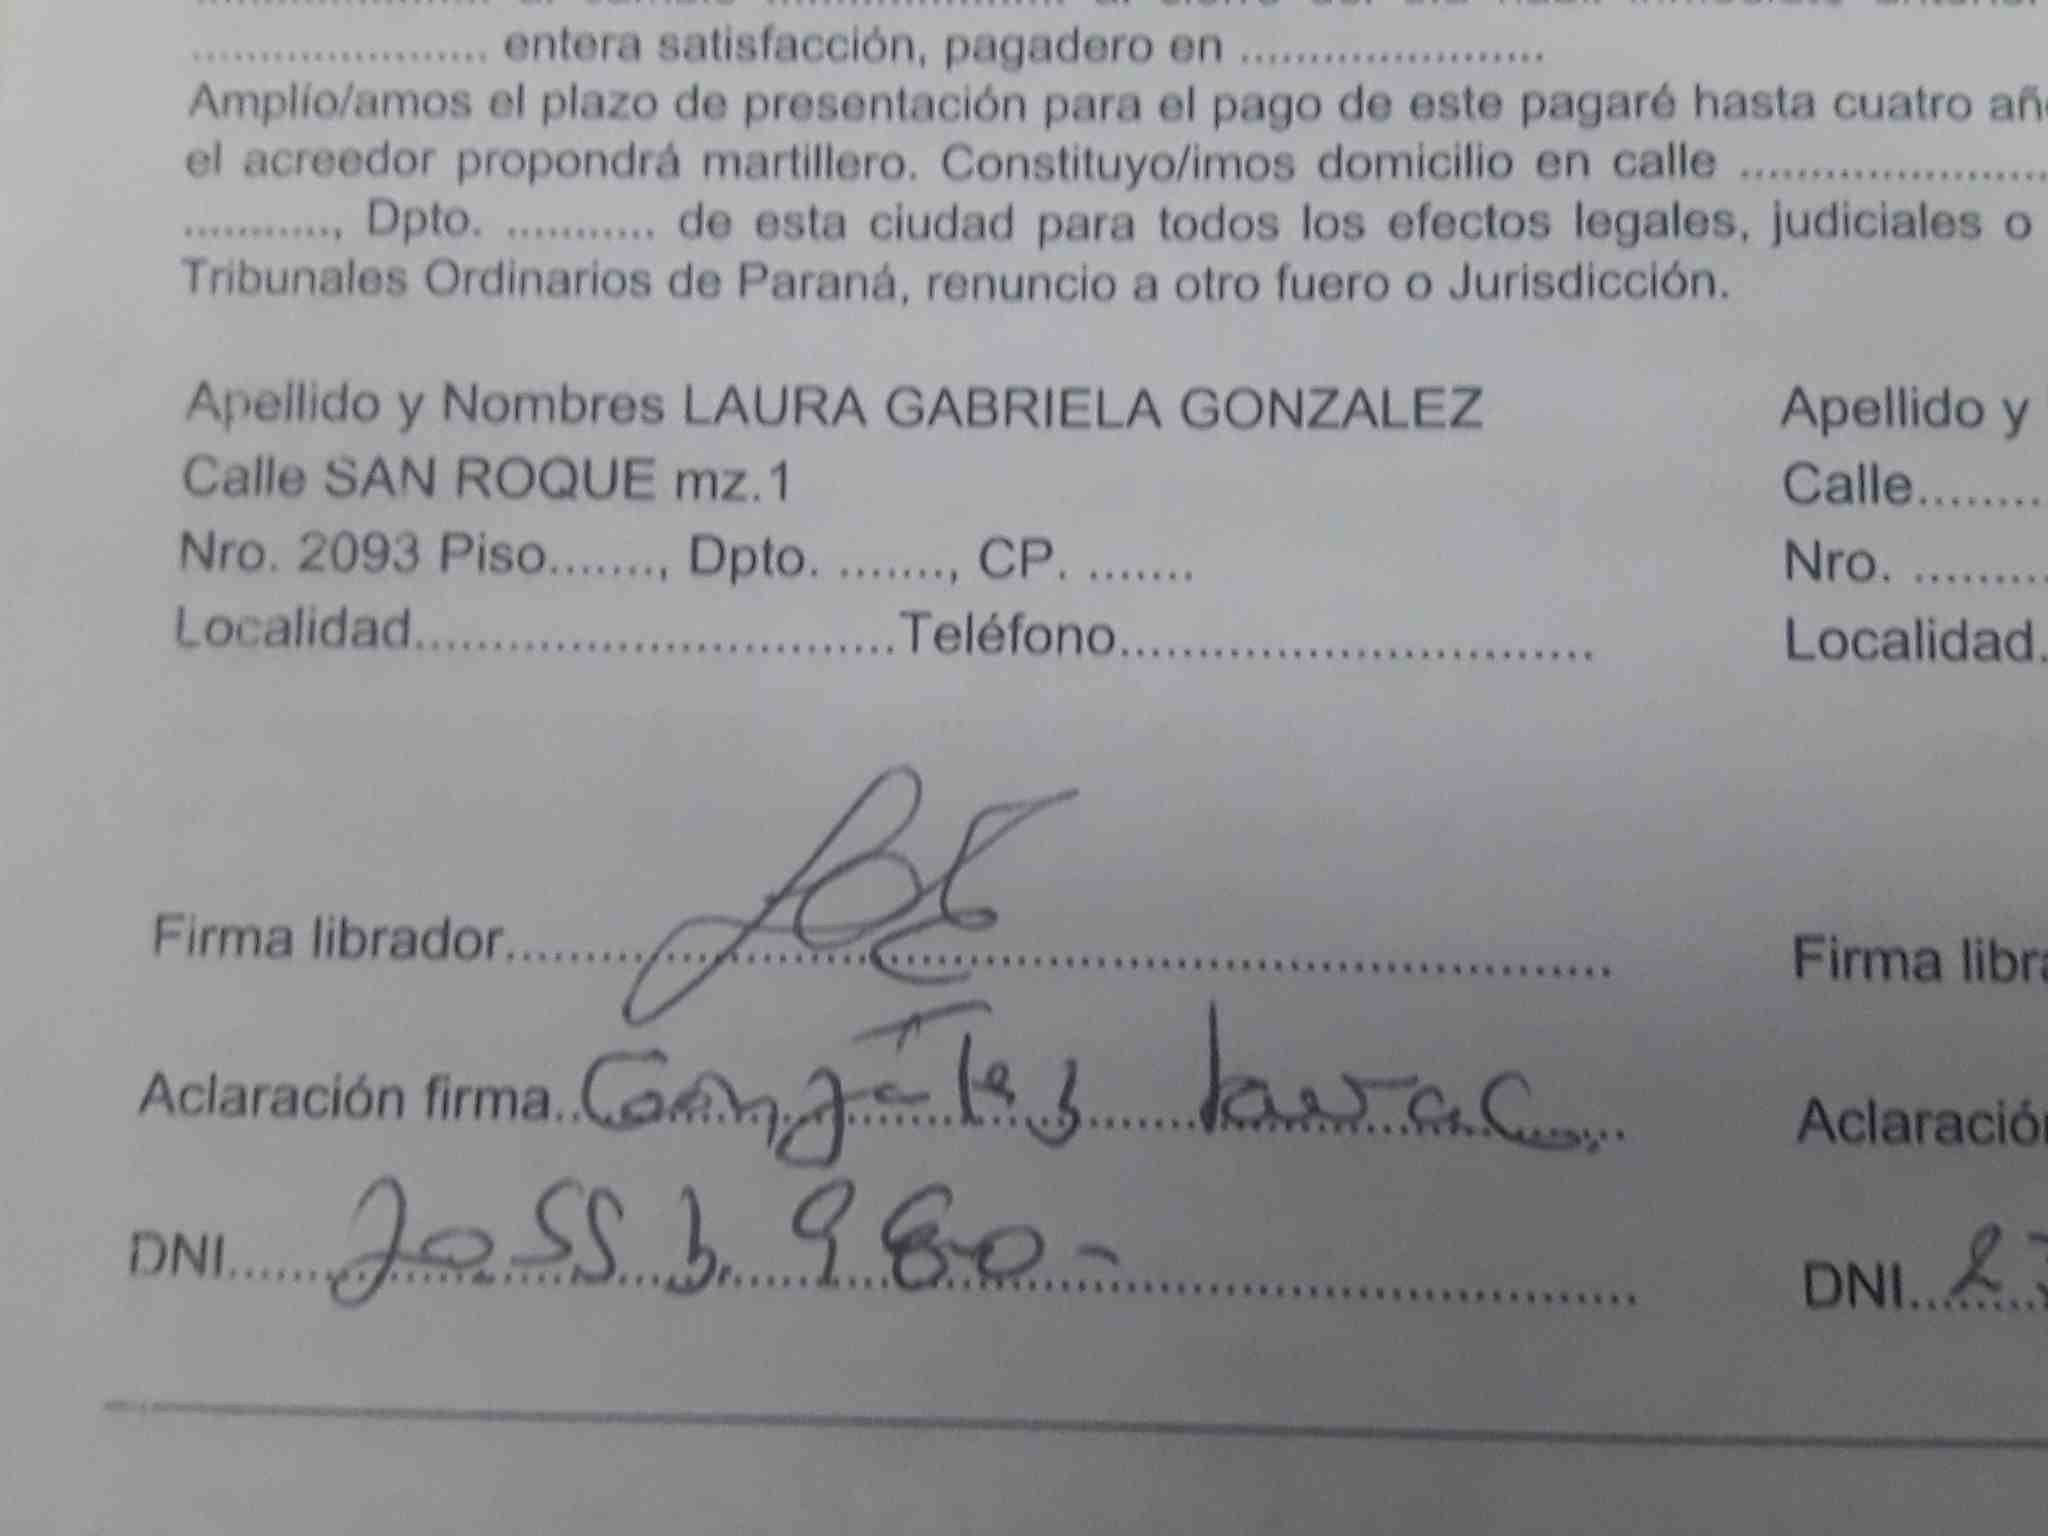 ...................... entera satisfacción, pagadero en ......................
Amplío/amos el plazo de presentación para el pago de este pagaré hasta cuatro añ
el acreedor propondrá martillero. Constituyo/imos domicilio en calle ......................
..........., Dpto. ........... de esta ciudad para todos los efectos legales, judiciales o
Tribunales Ordinarios de Paraná, renuncio a otro fuero o Jurisdicción.
Apellido y Nombres LAURA GABRIELA GONZALEZ
Calle SAN ROQUE mz.1
Nro. 2093 Piso......., Dpto. ......., CP. .......
Localidad...............................Teléfono...............................
Apellido y
Calle........
Nro. .........
Localidad.
Firma librador......................................................
Aclaración firma..González Laura G.
DNI......
Firma libra
Aclaración
DNI.........